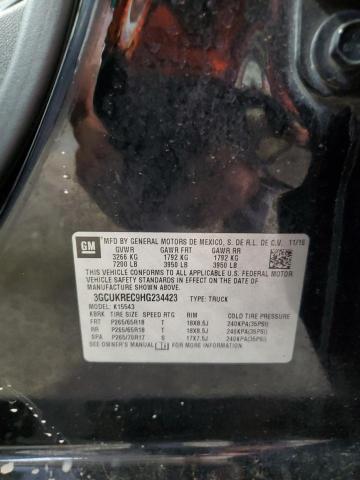 GM
MFD BY GENERAL MOTORS DE MEXICO, S. DE R.L. DE C.V. 11/16
GVWR GAWR FRT GAWR RR
3266 KG 1792 KG 1792 KG
7200 LB 3950 LB 3950 LB
THIS VEHICLE CONFORMS TO ALL APPLICABLE U.S. FEDERAL MOTOR
VEHICLE SAFETY STANDARDS IN EFFECT ON THE DATE OF
MANUFACTURE SHOWN ABOVE.
3GCUKREC9HG234423 TYPE: TRUCK
MODEL: K15543
KBRK TIRE SIZE SPEED RTG RIM COLD TIRE PRESSURE
FRT P265/65R18 T 18X8.5J 240KPA(35PSI)
RR P265/65R18 T 18X8.5J 240KPA(35PSI)
SPA P265/70R17 S 17X7.5J 240KPA(35PSI)
SEE OWNER'S MANUAL FOR ADDITIONAL INFORMATION